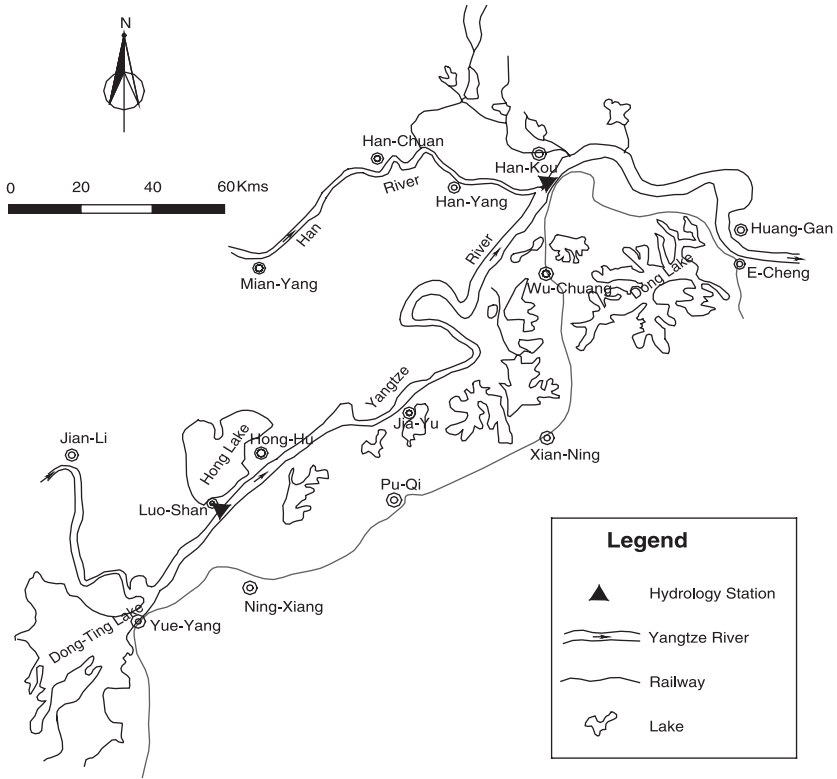 N
Han-Chuan
Han-Kou
0 20 40 60 Kms
River
Han-Yang
Huang-Gan
Han
River
Dong Lake
E-Cheng
Mian-Yang
Wu-Chuang
Yangtze
Jia-Yu
Jian-Li
Hong Lake
Hong-Hu
Xian-Ning
Pu-Qi
Luo-Shan
Legend
Hydrology Station
Ning-Xiang
Dong-Ting Lake
Yue-Yang
Yangtze River
Railway
Lake